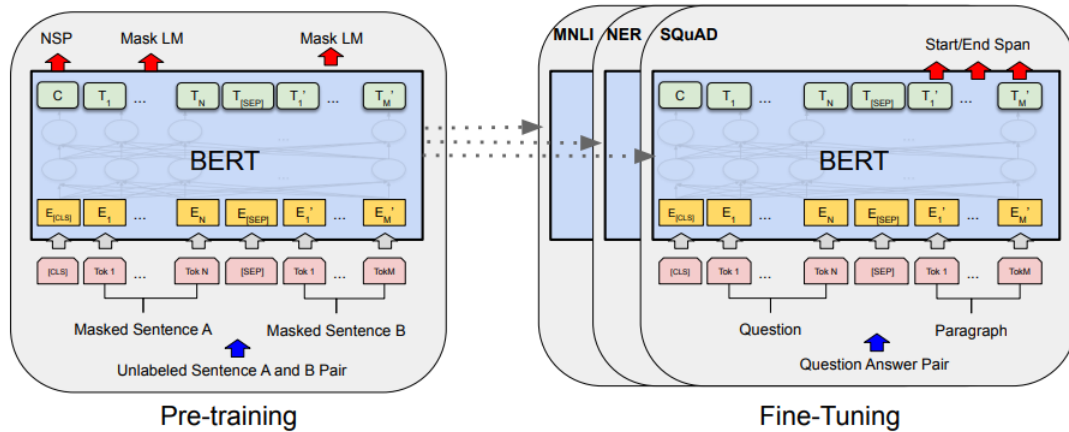 NSP Mask LM Mask LM
C T1 ... TN T[SEP] T1' ... TM'
BERT
E[CLS] E1 ... EN E[SEP] E1' ... EM'
[CLS] Tok 1 ... Tok N [SEP] Tok 1 ... TokM
Masked Sentence A Masked Sentence B
Unlabeled Sentence A and B Pair
Pre-training
MNLI NER SQuAD
Start/End Span
C T1 ... TN T[SEP] T1' ... TM'
BERT
E[CLS] E1 ... EN E[SEP] E1' ... EM'
[CLS] Tok 1 ... Tok N [SEP] Tok 1 ... TokM
Question Paragraph
Question Answer Pair
Fine-Tuning